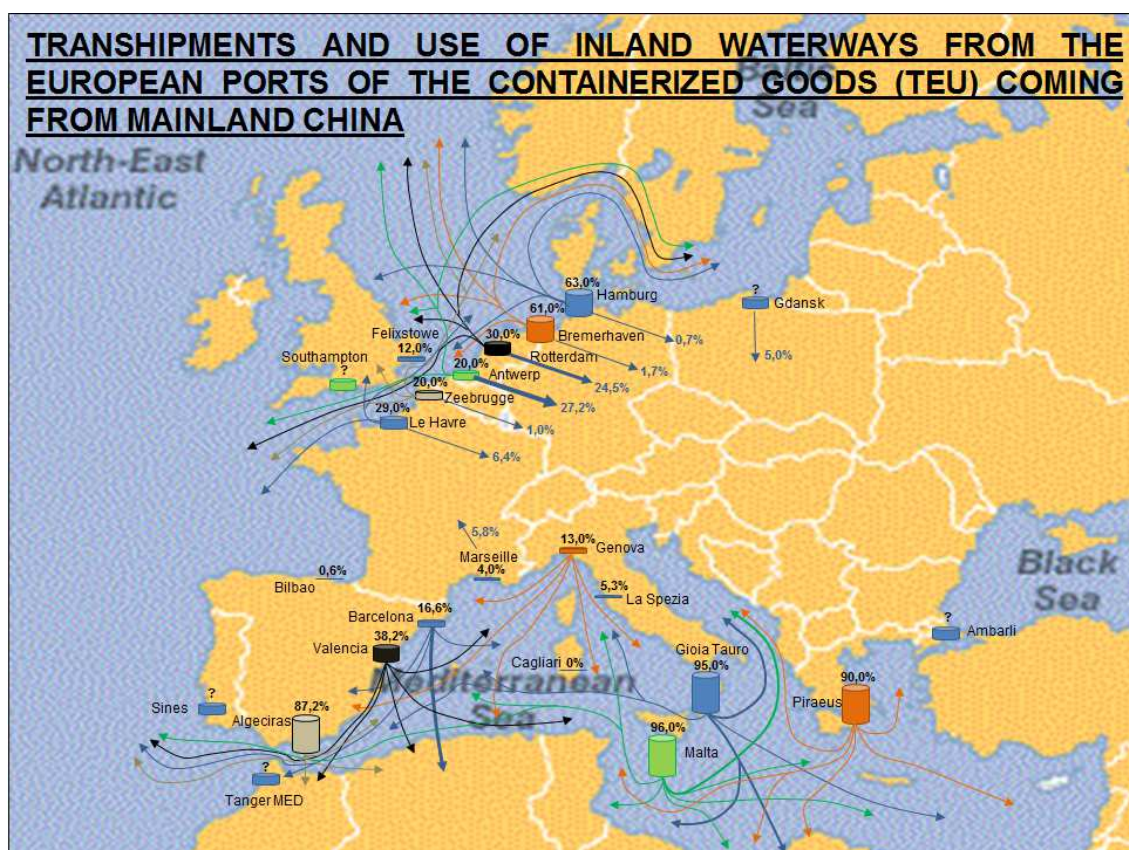 TRANSHIPMENTS AND USE OF INLAND WATERWAYS FROM THE
EUROPEAN PORTS OF THE CONTAINERIZED GOODS (TEU) COMING
FROM MAINLAND CHINA
Baltic
Sea
North-East
Atlantic
63,0%
Hamburg
?
Gdansk
61,0%
Bremerhaven
0,7%
5,0%
Felixstowe
12,0%
30,0%
Rotterdam
1,7%
Southampton
?
20,0%
Antwerp
24,5%
20,0%
Zeebrugge
27,2%
29,0%
Le Havre
1,0%
6,4%
5,8%
13,0%
Genova
Marseille
4,0%
0,6%
Bilbao
5,3%
La Spezia
Black
Sea
Barcelona
16,6%
?
Ambarli
Valencia
38,2%
Cagliari
0%
Gioia Tauro
95,0%
Mediterranean
Sea
90,0%
Piraeus
?
Sines
87,2%
Algeciras
96,0%
Malta
?
Tanger MED